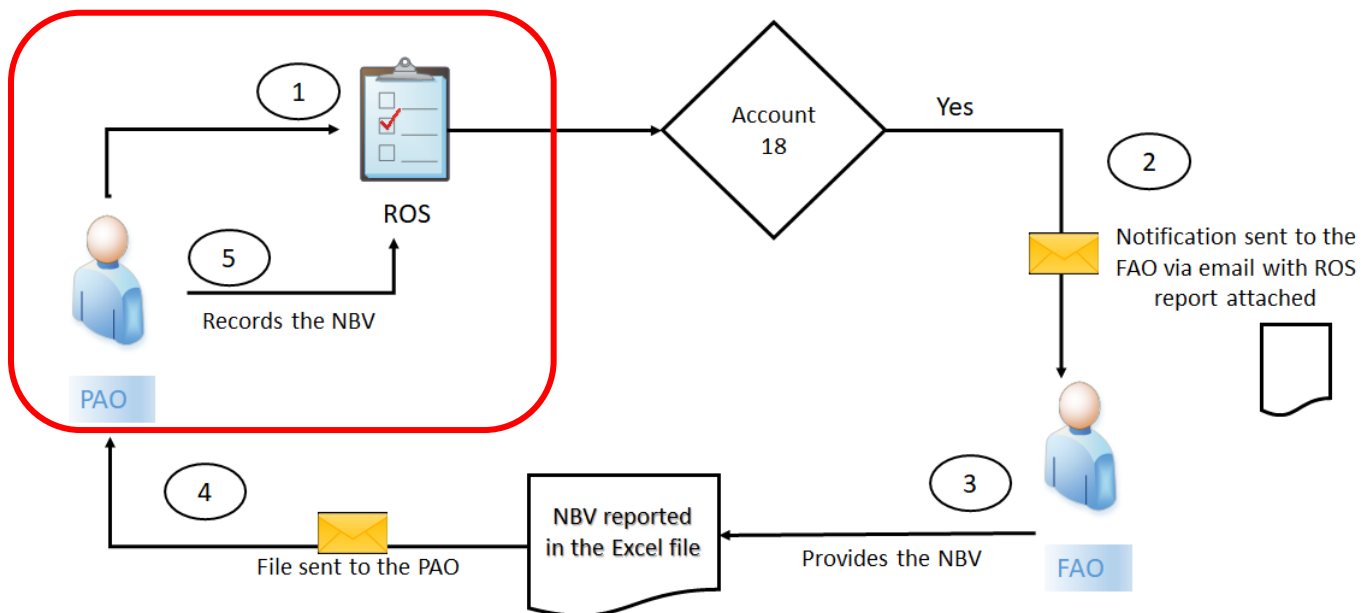 1
ROS
5
Records the NBV
PAO
Account
18
Yes
2
Notification sent to the
FAO via email with ROS
report attached
3
Provides the NBV
FAO
NBV reported
in the Excel file
4
File sent to the PAO